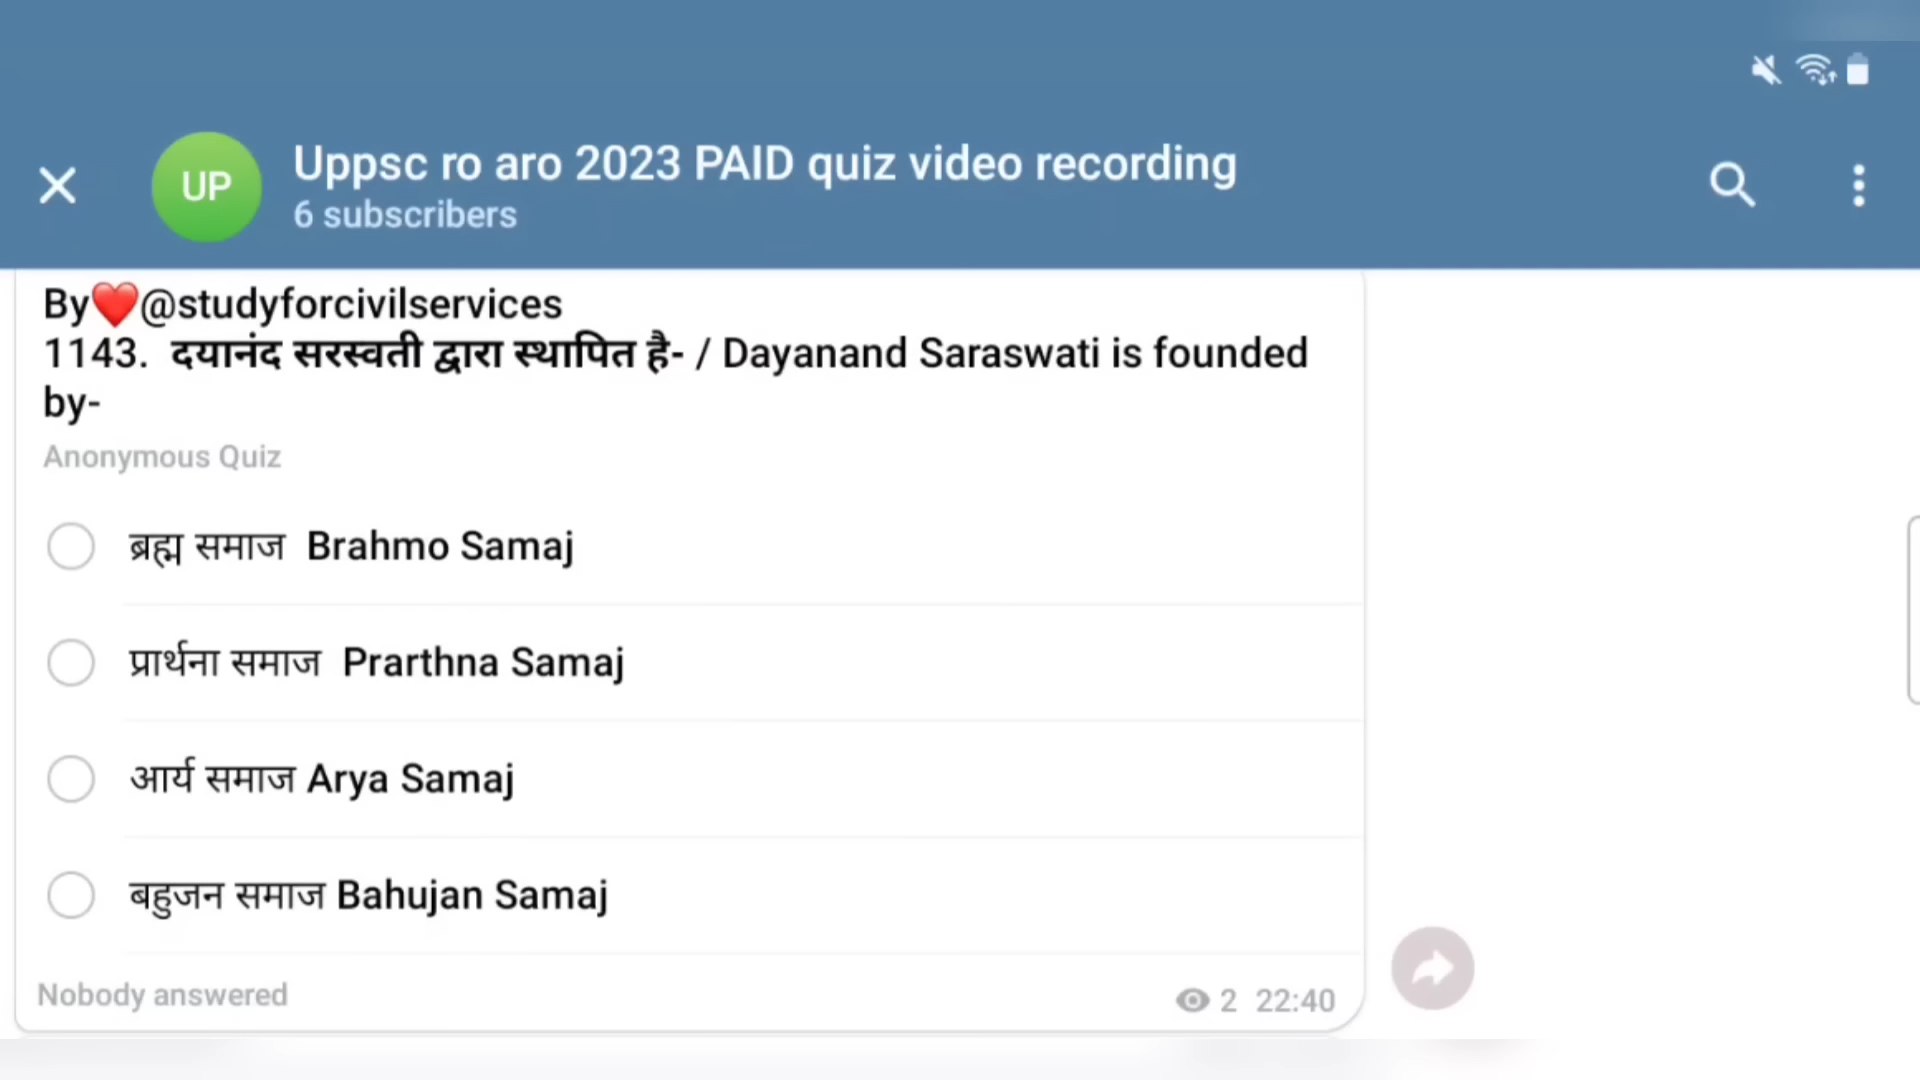 UP
Uppsc ro aro 2023 PAID quiz video recording
6 subscribers
By❤️@studyforcivilservices
1143. दयानंद सरस्वती द्वारा स्थापित है- / Dayanand Saraswati is founded
by-
Anonymous Quiz
ब्रह्म समाज Brahmo Samaj
प्रार्थना समाज Prarthna Samaj
आर्य समाज Arya Samaj
बहुजन समाज Bahujan Samaj
Nobody answered
2 22:40